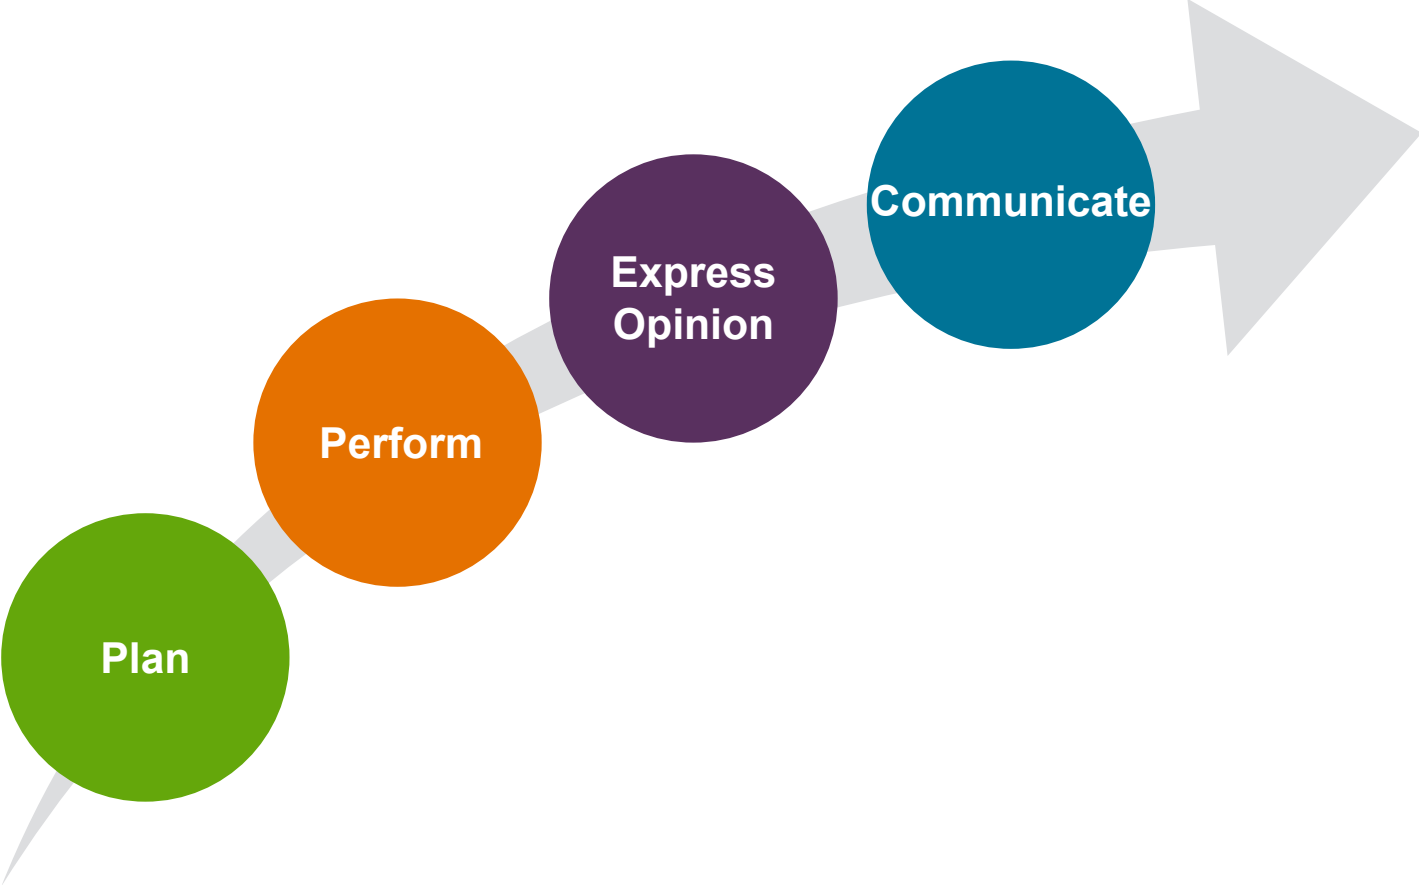 Plan
Perform
Express
Opinion
Communicate